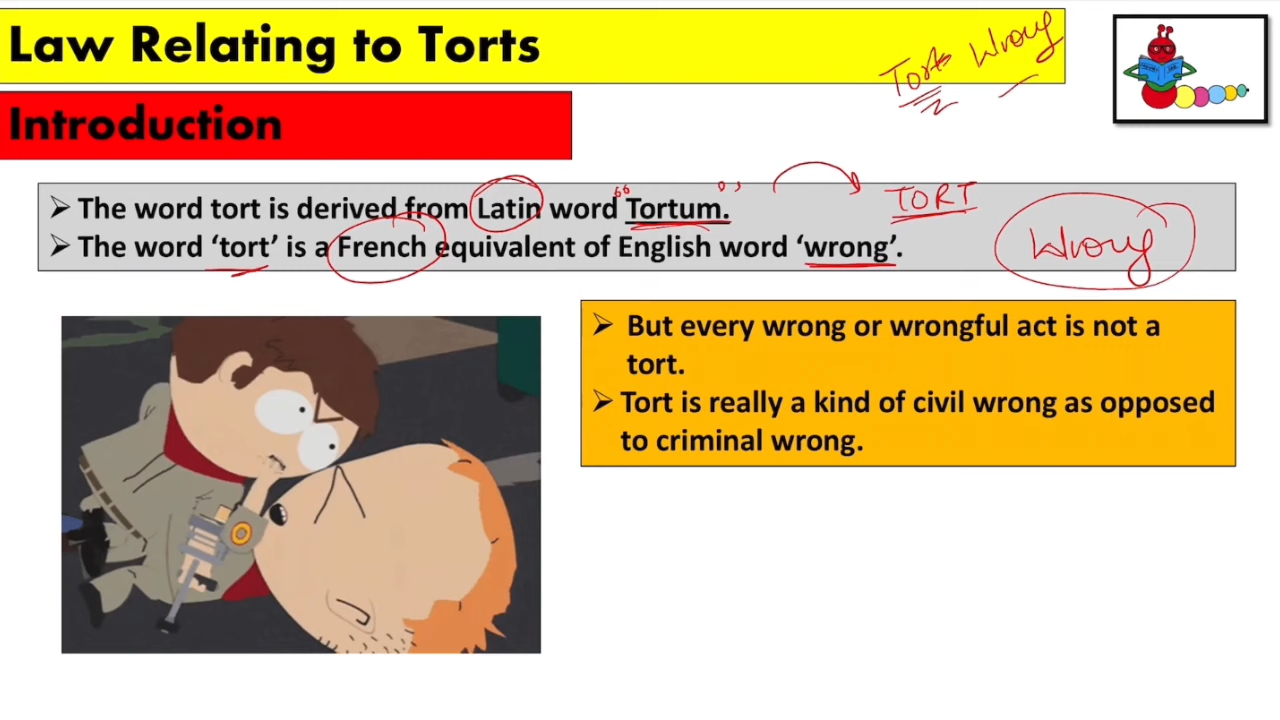 Law Relating to Torts
Torts Wrong
Introduction
➢ The word tort is derived from Latin word “Tortum.”
TORT
➢ The word ‘tort’ is a French equivalent of English word ‘wrong’.
Wrong
➢ But every wrong or wrongful act is not a
tort.
➢ Tort is really a kind of civil wrong as opposed
to criminal wrong.